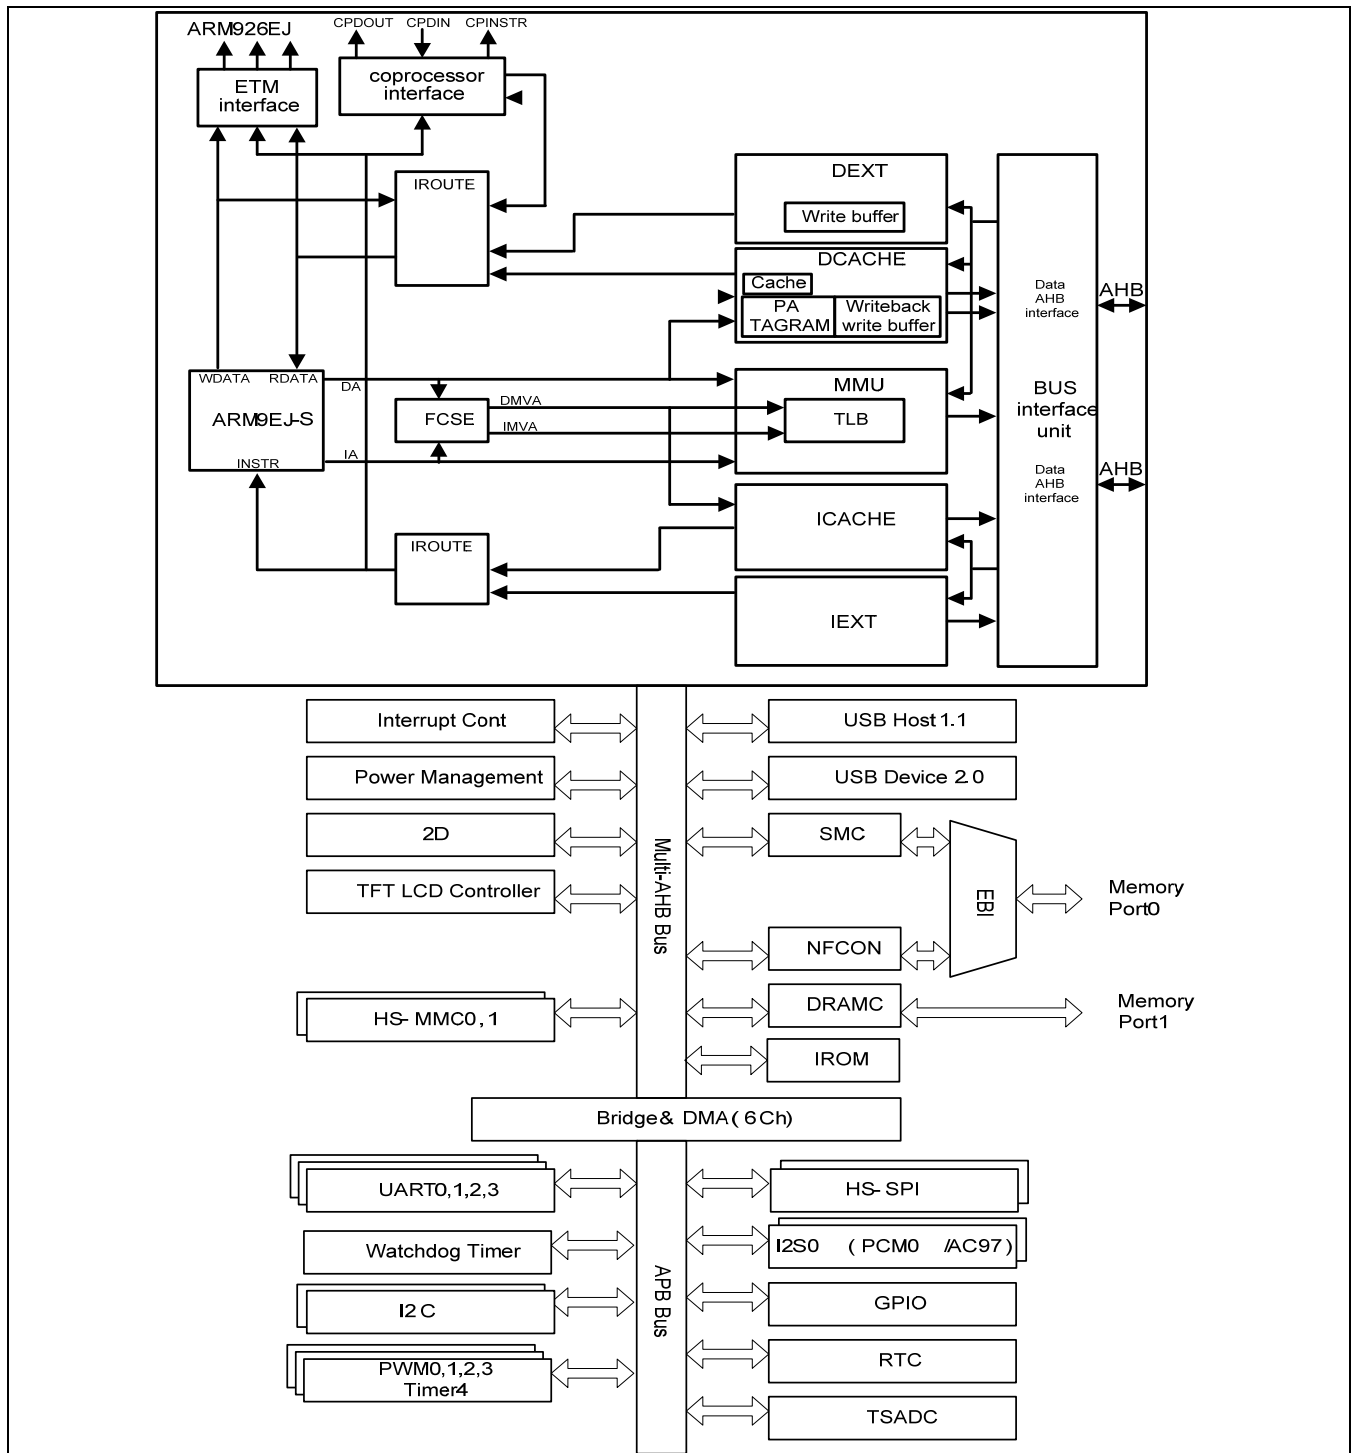 ARM926EJ
CPDOUT CPDIN CPINSTR
ETM
interface
coprocessor
interface
IROUTE
DEXT
Write buffer
DCACHE
Cache
PA
TAGRAM
Writeback
write buffer
Data
AHB
interface
AHB
WDATA RDATA
ARM9EJ-S
INSTR
DA
IA
FCSE
DMVA
IMVA
MMU
TLB
BUS
interface
unit
Data
AHB
interface
AHB
ICACHE
IROUTE
IEXT
Interrupt Cont
USB Host 1.1
Power Management
USB Device 2.0
2D
SMC
TFT LCD Controller
Multi-AHB Bus
EBI
Memory
Port0
NFCON
HS-MMC0,1
DRAMC
Memory
Port1
IROM
Bridge& DMA( 6Ch)
UART0,1,2,3
HS-SPI
Watchdog Timer
I2S0 ( PCM0 /AC97)
APB Bus
I2C
GPIO
PWM0,1,2,3
Timer4
RTC
TSADC